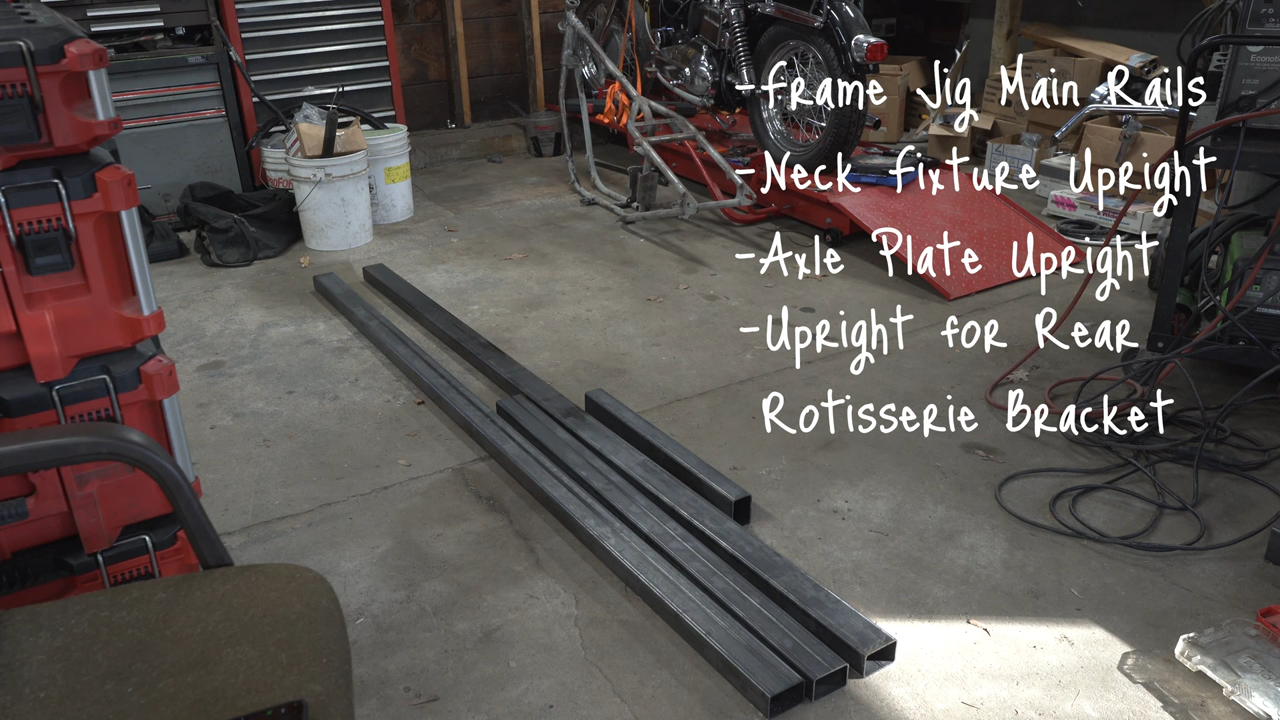 -Frame Jig Main Rails
-Neck Fixture Upright
-Axle Plate Upright
-Upright for Rear
Rotisserie Bracket